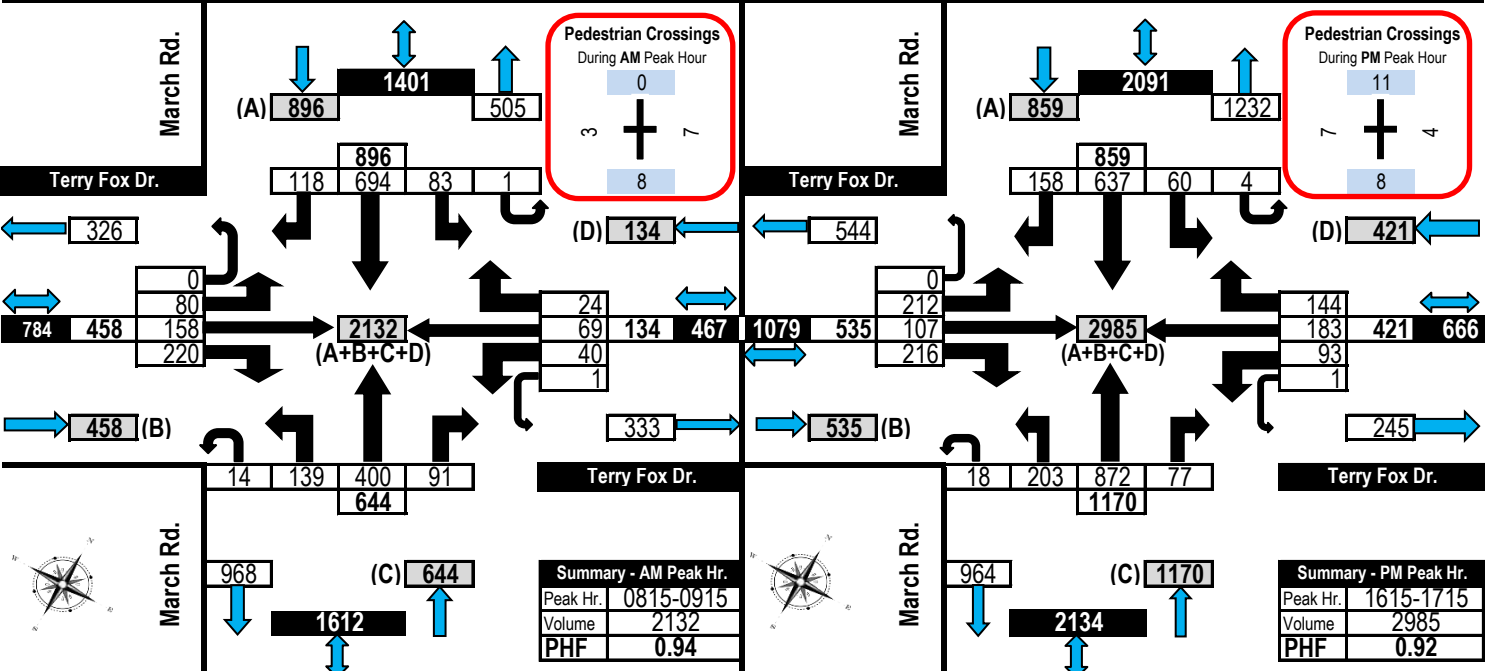 March Rd.
Terry Fox Dr.
(A) 896
1401
505
Pedestrian Crossings
During AM Peak Hour
0
3
7
8
896
118 694 83 1
326
(D) 134
0
80
784 458 158
220
2132
(A+B+C+D)
24
69 134 467
40
1
458 (B)
333
14 139 400 91
644
Terry Fox Dr.
March Rd.
968
(C) 644
1612
Summary - AM Peak Hr.
Peak Hr. 0815-0915
Volume 2132
PHF 0.94
N
W
E
S
March Rd.
Terry Fox Dr.
(A) 859
2091
1232
Pedestrian Crossings
During PM Peak Hour
11
7
4
8
859
158 637 60 4
544
(D) 421
0
212
1079 535 107
216
2985
(A+B+C+D)
144
183 421 666
93
1
535 (B)
245
18 203 872 77
1170
Terry Fox Dr.
March Rd.
964
(C) 1170
2134
Summary - PM Peak Hr.
Peak Hr. 1615-1715
Volume 2985
PHF 0.92
N
W
E
S